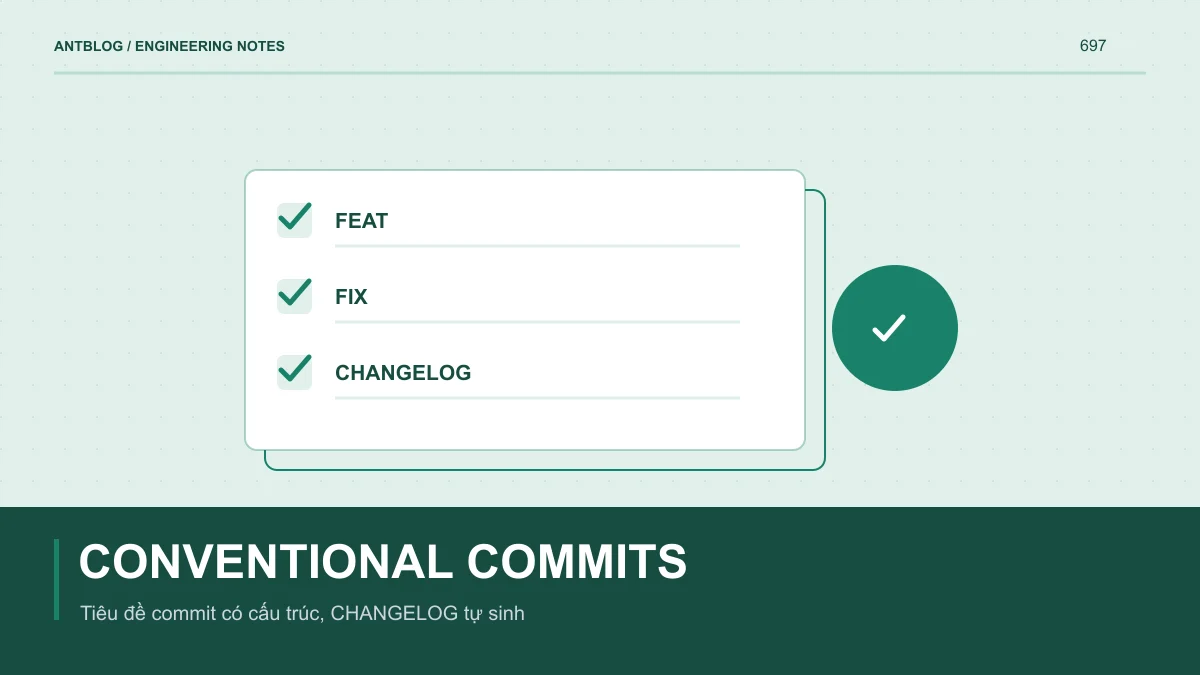 ANTBLOG / ENGINEERING NOTES
697
FEAT
FIX
CHANGELOG
CONVENTIONAL COMMITS
Tiêu đề commit có cấu trúc, CHANGELOG tự sinh